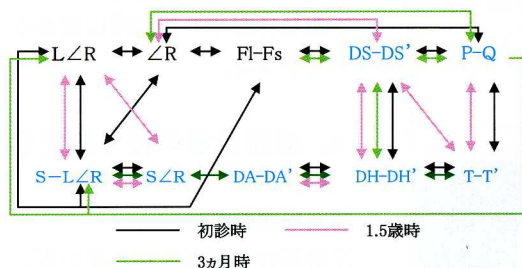 L∠R ∠R Fl-Fs DS-DS' P-Q
S-L∠R S∠R DA-DA' DH-DH' T-T'
初診時 1.5歳時
3ヵ月時